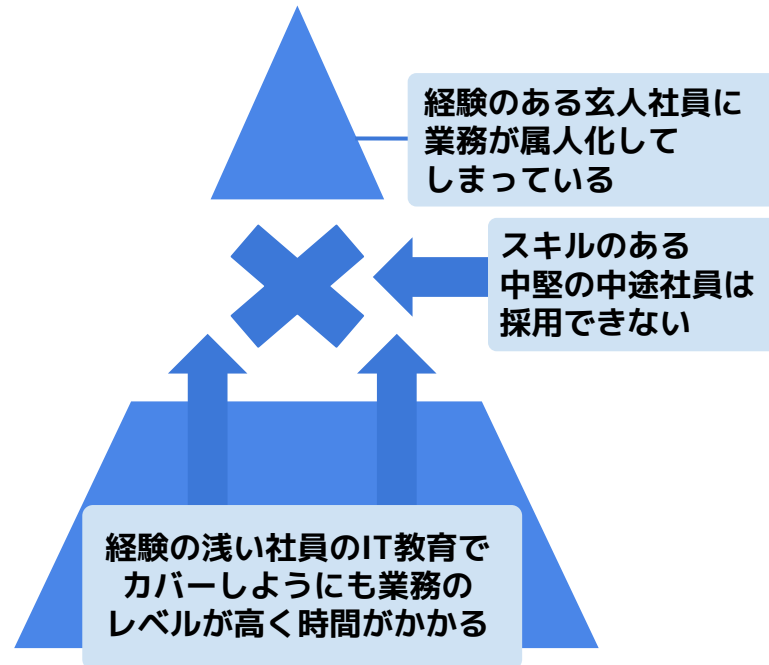 経験のある玄人社員に
業務が属人化して
しまっている
スキルのある
中堅の中途社員は
採用できない
経験の浅い社員のIT教育で
カバーしようにも業務の
レベルが高く時間がかかる